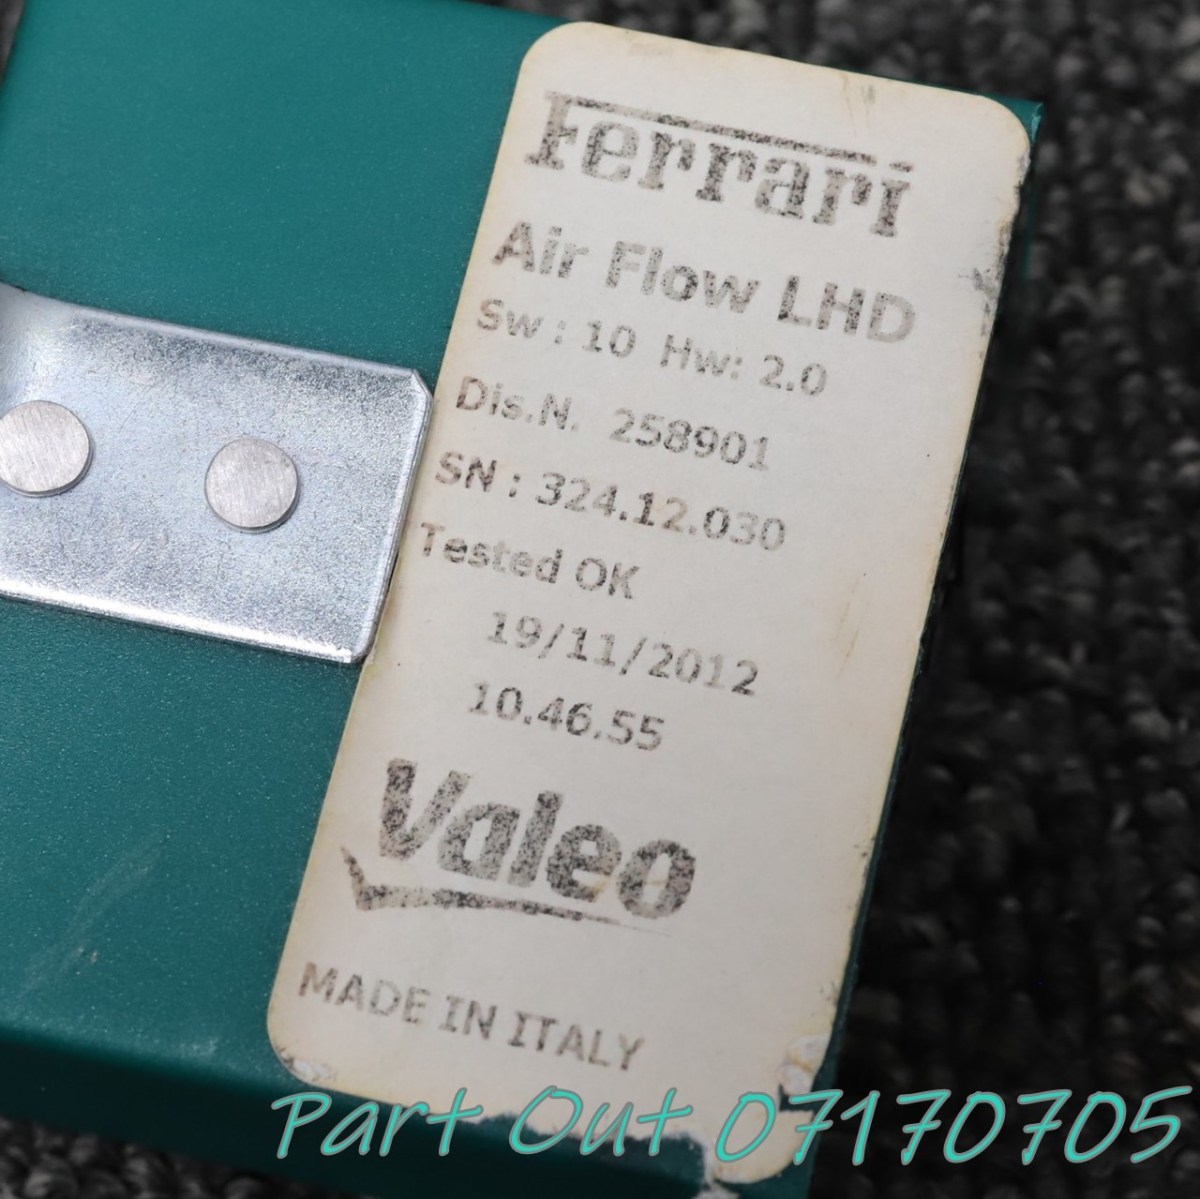 Ferrari
Air Flow LHD
Sw : 10 Hw: 2.0
Dis.N. 258901
SN : 324.12.030
Tested OK
19/11/2012
10.46.55
Valeo
MADE IN ITALY
Part Out 07170705